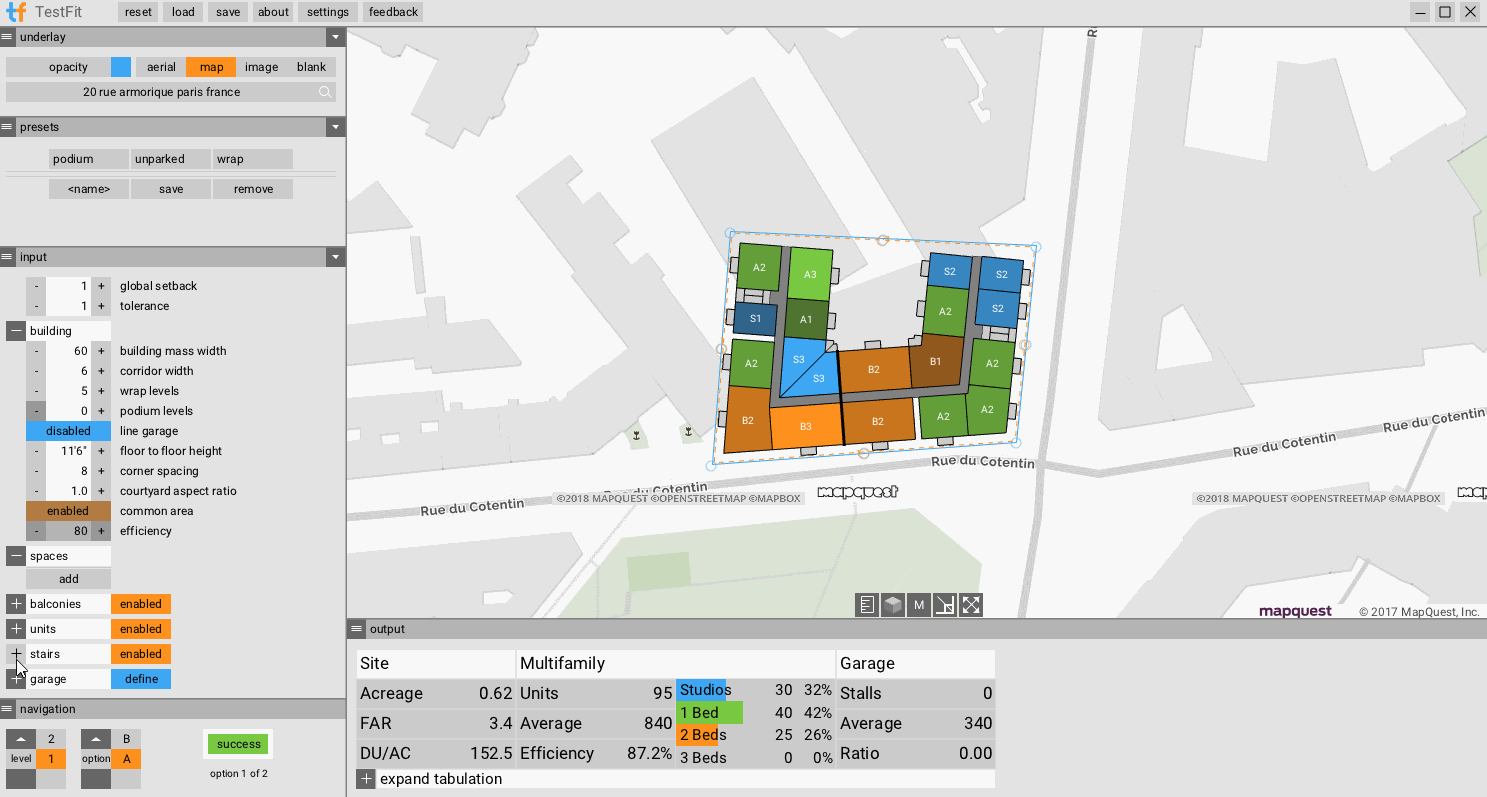 TestFit
reset load save about settings feedback
underlay
opacity aerial map image blank
20 rue armorique paris france
presets
podium unparked wrap
<name> save remove
input
- 1 + global setback
- 1 + tolerance
building
- 60 + building mass width
- 6 + corridor width
- 5 + wrap levels
- 0 + podium levels
disabled line garage
- 11'6" + floor to floor height
- 8 + corner spacing
- 1.0 + courtyard aspect ratio
enabled common area
- 80 + efficiency
spaces
add
+ balconies enabled
+ units enabled
+ stairs enabled
+ garage define
navigation
2 B
level 1 option A
success
option 1 of 2
A2 A3 S2 S2
S1 A1 A2 S2
A2 S3 S3 B2 B1 A2
B2 B3 B2 A2 A2
Rue du Cotentin
Rue du Cotentin
Rue du Cotentin
Rue du Cotentin
Rue du Cotentin
©2018 MAPQUEST ©OPENSTREETMAP ©MAPBOX
mapquest
©2018 MAPQUEST ©OPENSTREETMAP ©MAPBOX
M
mapquest
© 2017 MapQuest, Inc.
output
Site Multifamily Garage
Acreage 0.62 Units 95 Studios 30 32% Stalls 0
1 Bed 40 42%
FAR 3.4 Average 840 2 Beds 25 26% Average 340
DU/AC 152.5 Efficiency 87.2% 3 Beds 0 0% Ratio 0.00
+ expand tabulation